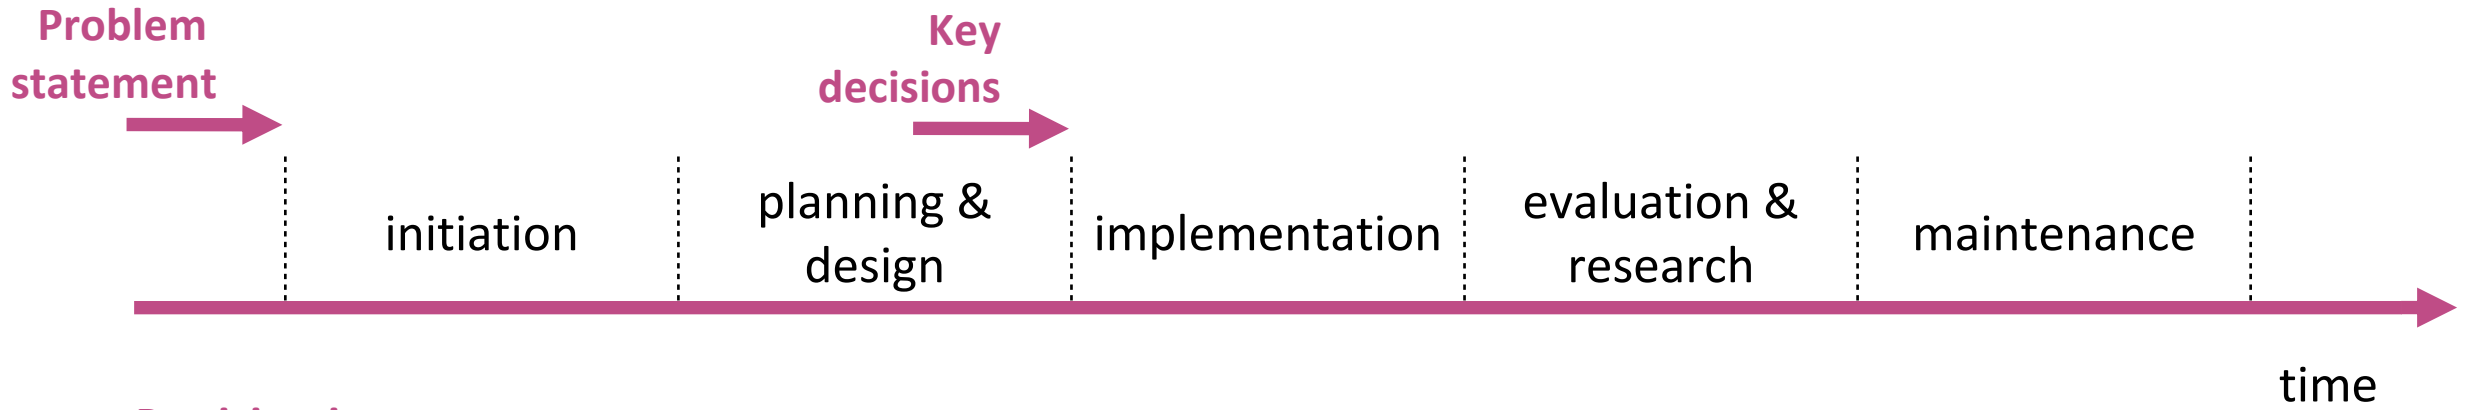 Problem
statement
Key
decisions
initiation
planning &
design
implementation
evaluation &
research
maintenance
time